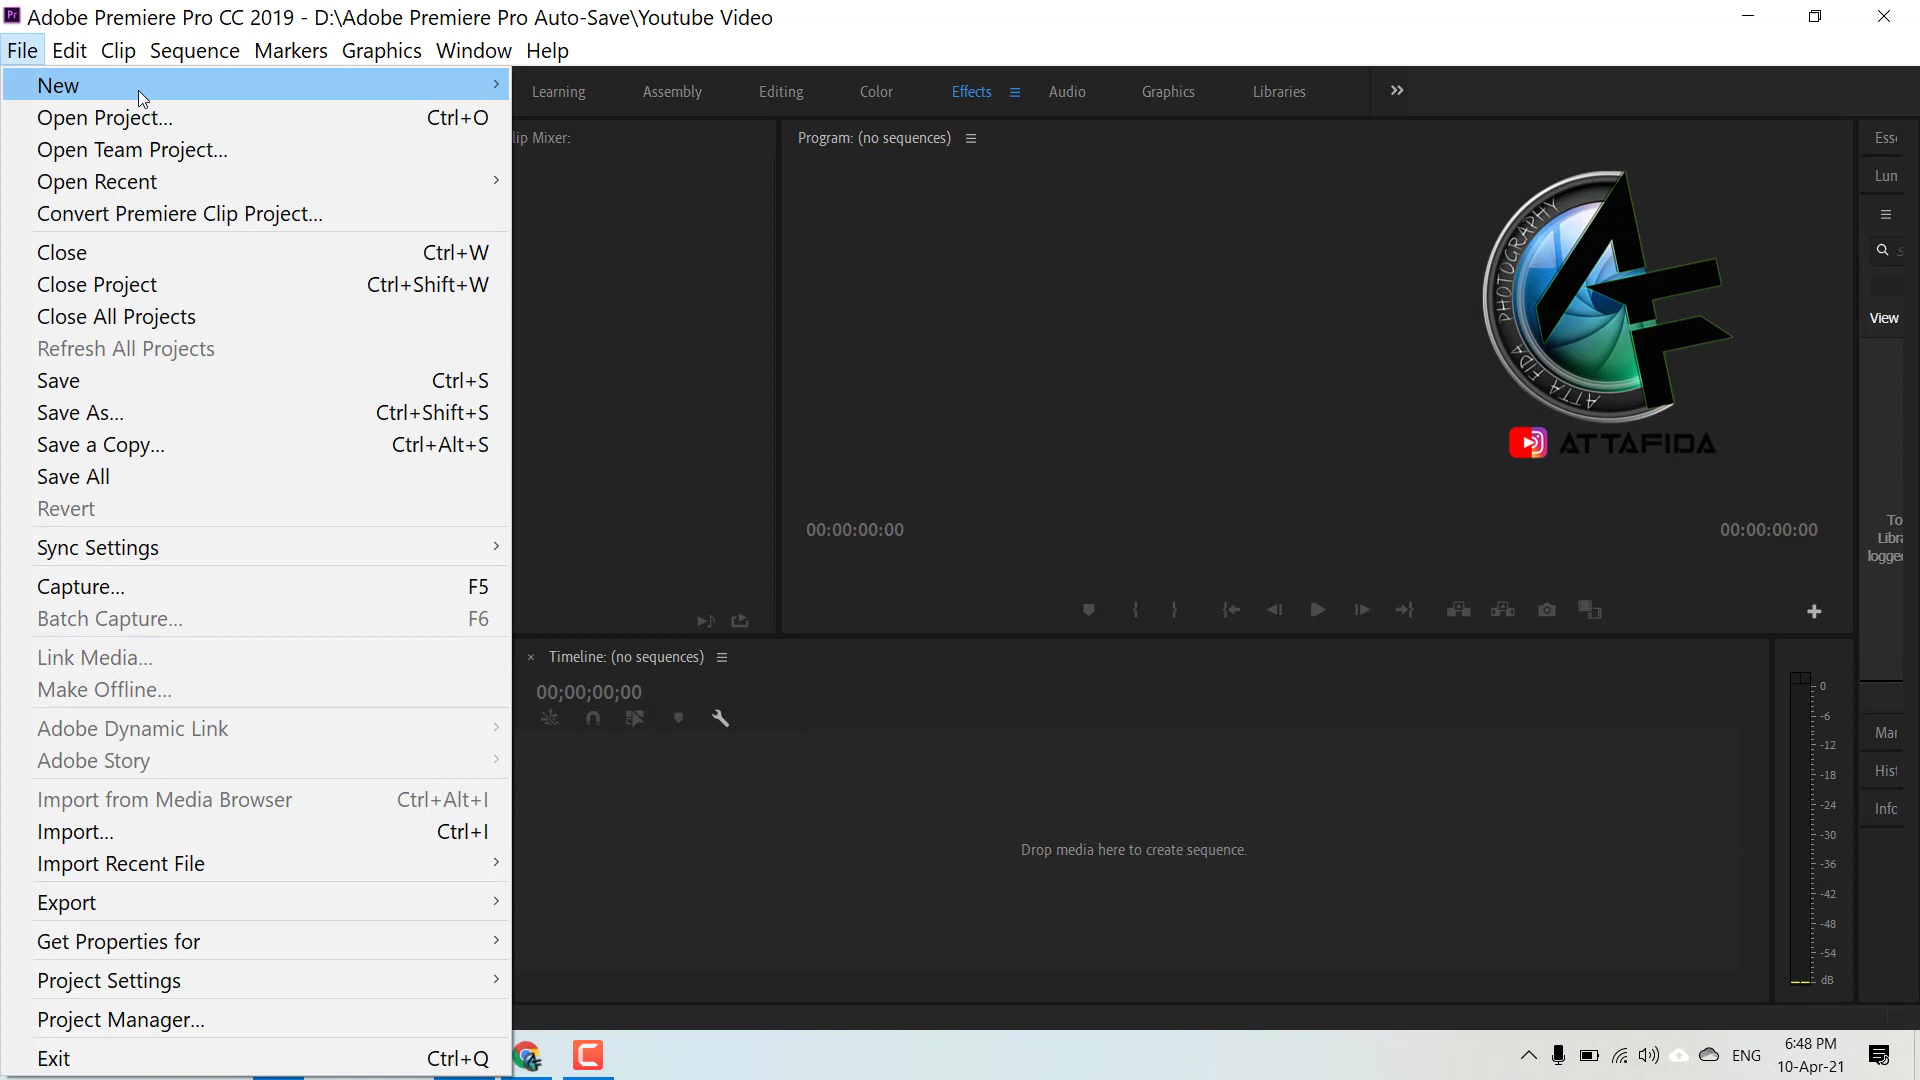 Adobe Premiere Pro CC 2019 - D:\Adobe Premiere Pro Auto-Save\Youtube Video
File Edit Clip Sequence Markers Graphics Window Help
New
Open Project... Ctrl+O
Open Team Project...
Open Recent
Convert Premiere Clip Project...
Close Ctrl+W
Close Project Ctrl+Shift+W
Close All Projects
Refresh All Projects
Save Ctrl+S
Save As... Ctrl+Shift+S
Save a Copy... Ctrl+Alt+S
Save All
Revert
Sync Settings
Capture... F5
Batch Capture... F6
Link Media...
Make Offline...
Adobe Dynamic Link
Adobe Story
Import from Media Browser Ctrl+Alt+I
Import... Ctrl+I
Import Recent File
Export
Get Properties for
Project Settings
Project Manager...
Exit Ctrl+Q
Learning Assembly Editing Color Effects Audio Graphics Libraries
lip Mixer:
Program: (no sequences)
PHOTOGRAPHY
ATTA FIDA
AF
ATTAFIDA
00:00:00:00 00:00:00:00
Timeline: (no sequences)
00;00;00;00
Drop media here to create sequence.
0
-6
-12
-18
-24
-30
-36
-42
-48
-54
dB
Esse
Lun
S
View
To
Libra
logge
Mar
Hist
Info
ENG
6:48 PM
10-Apr-21